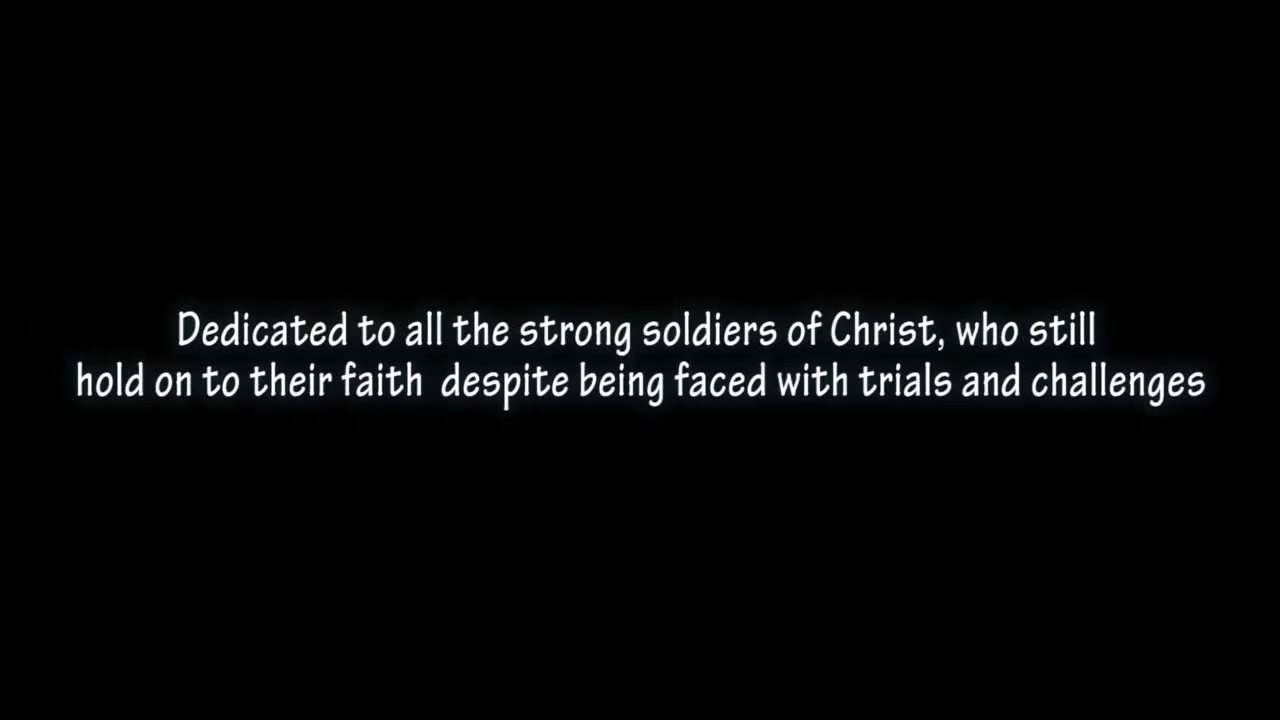 Dedicated to all the strong soldiers of Christ, who still
hold on to their faith  despite being faced with trials and challenges